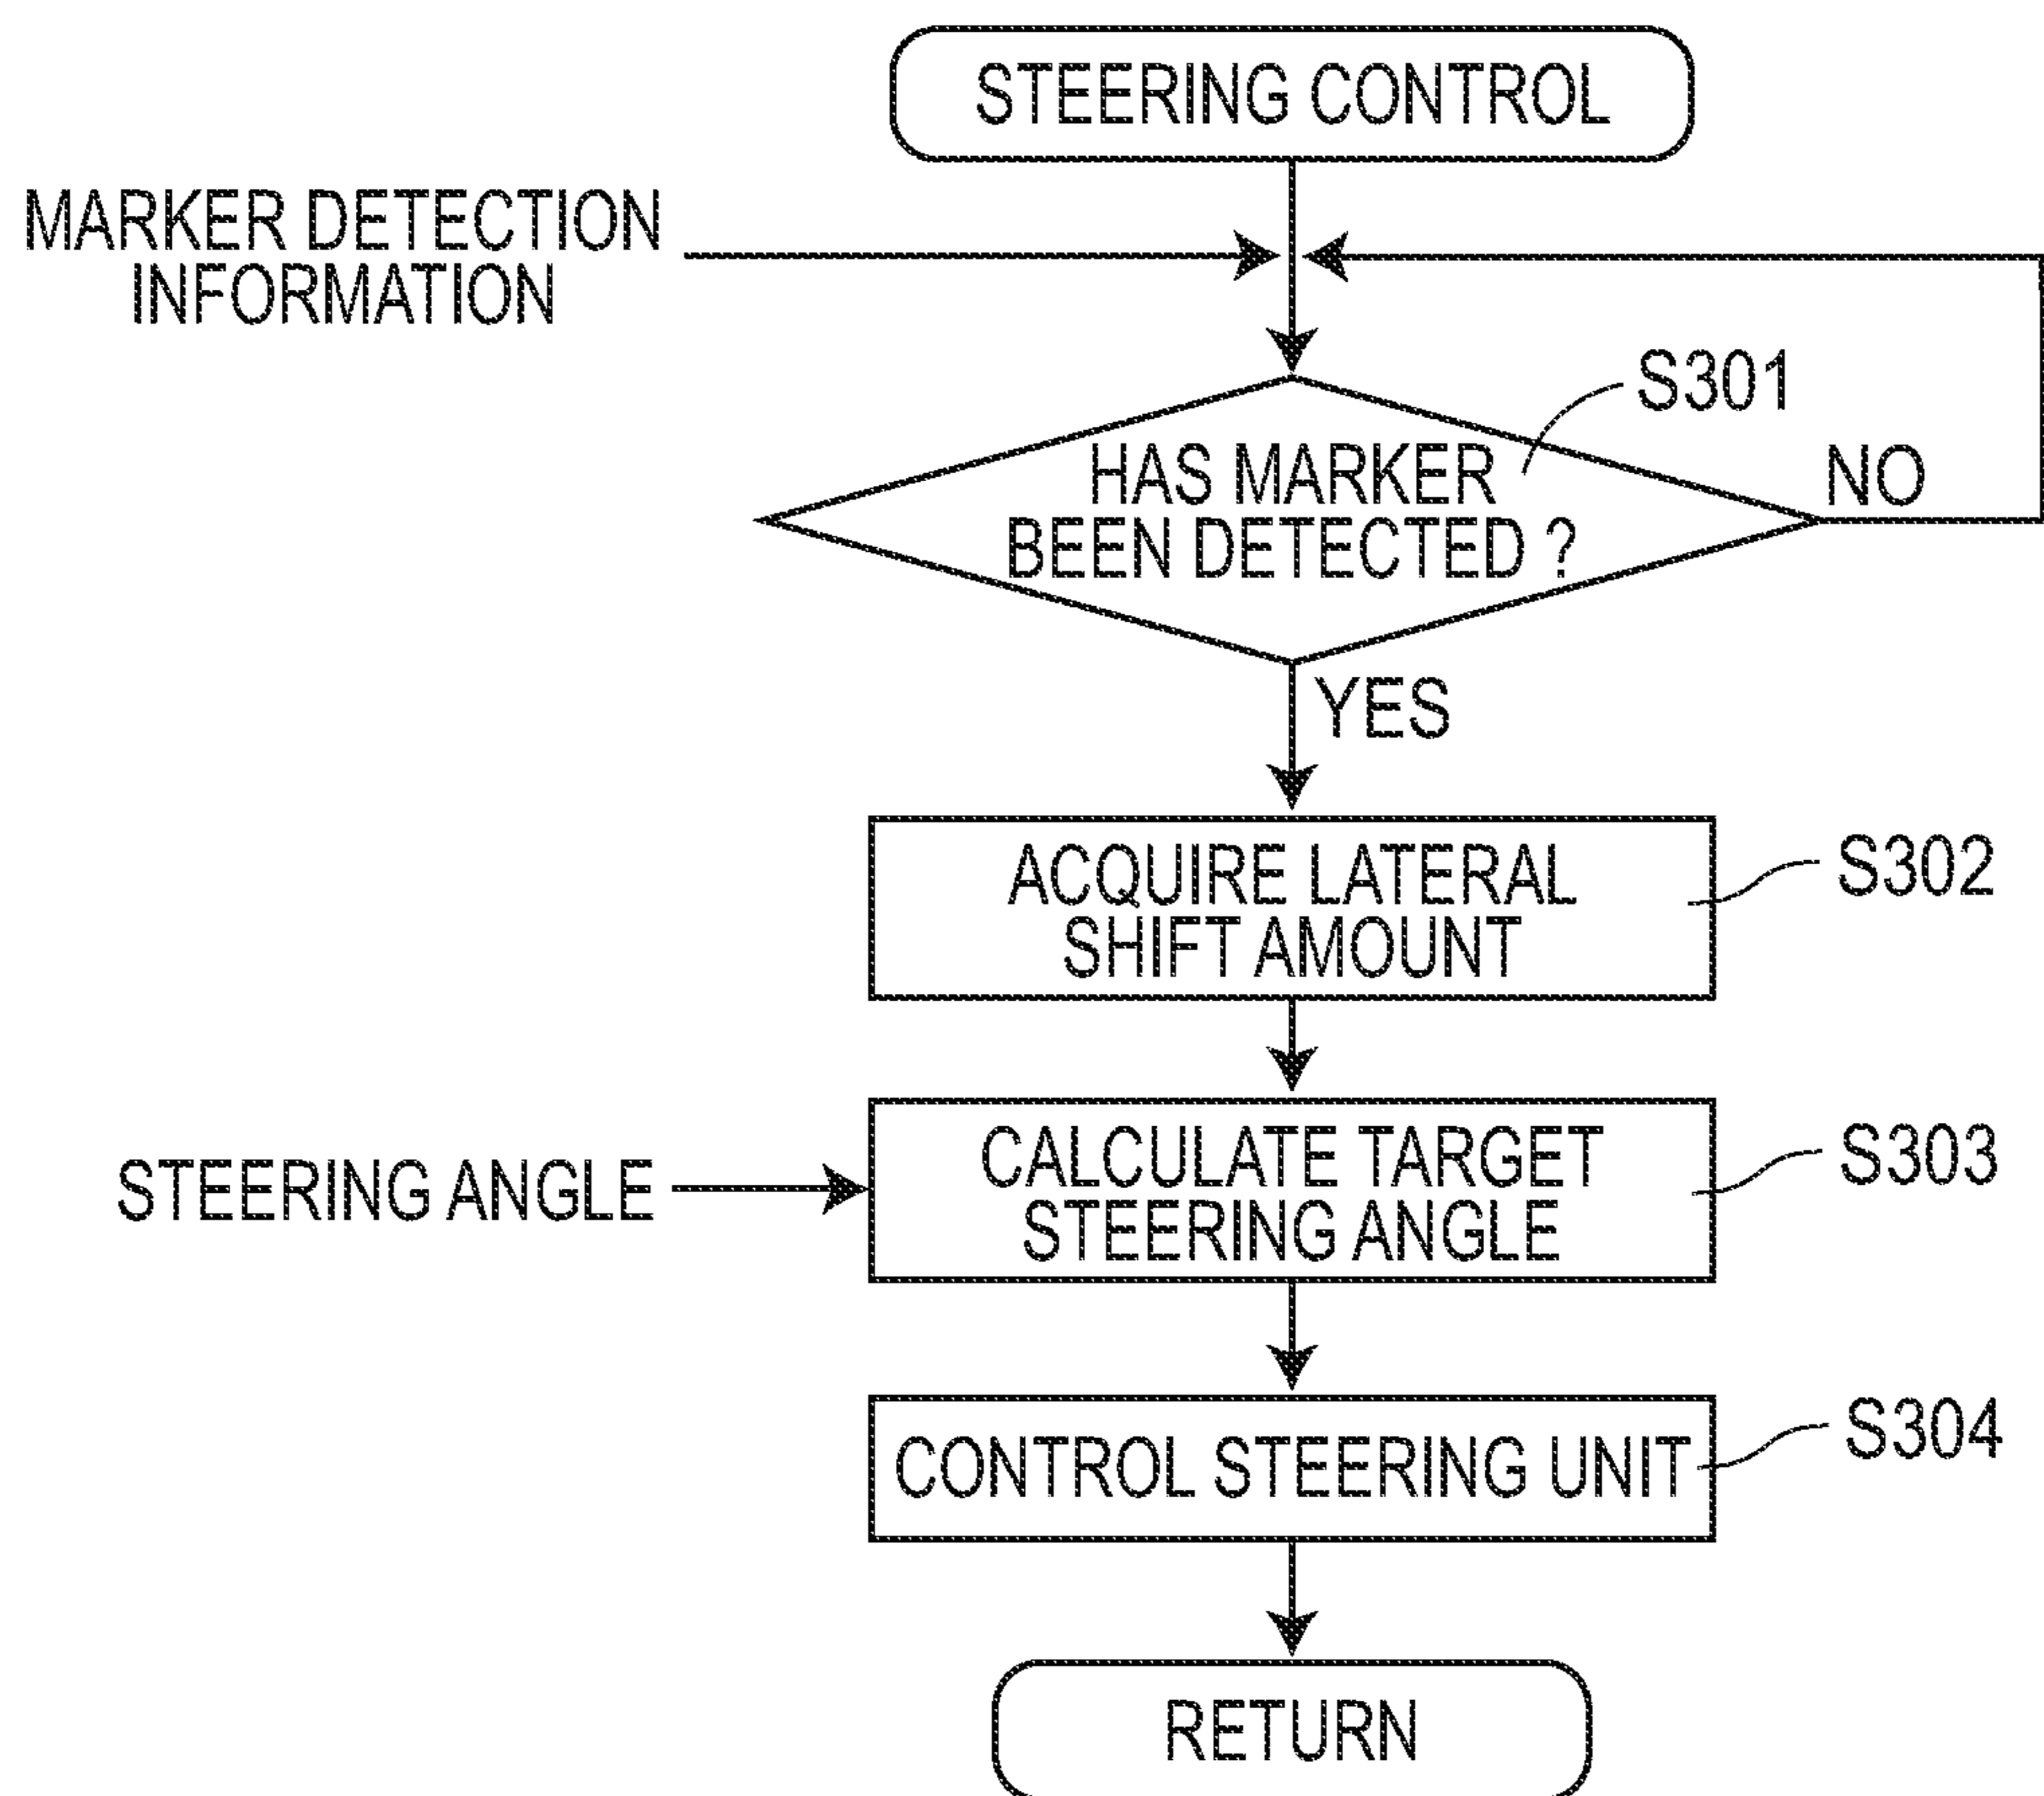 STEERING CONTROL
MARKER DETECTION
INFORMATION
S301
HAS MARKER
BEEN DETECTED ?
NO
YES
ACQUIRE LATERAL
SHIFT AMOUNT
S302
STEERING ANGLE
CALCULATE TARGET
STEERING ANGLE
S303
CONTROL STEERING UNIT
S304
RETURN